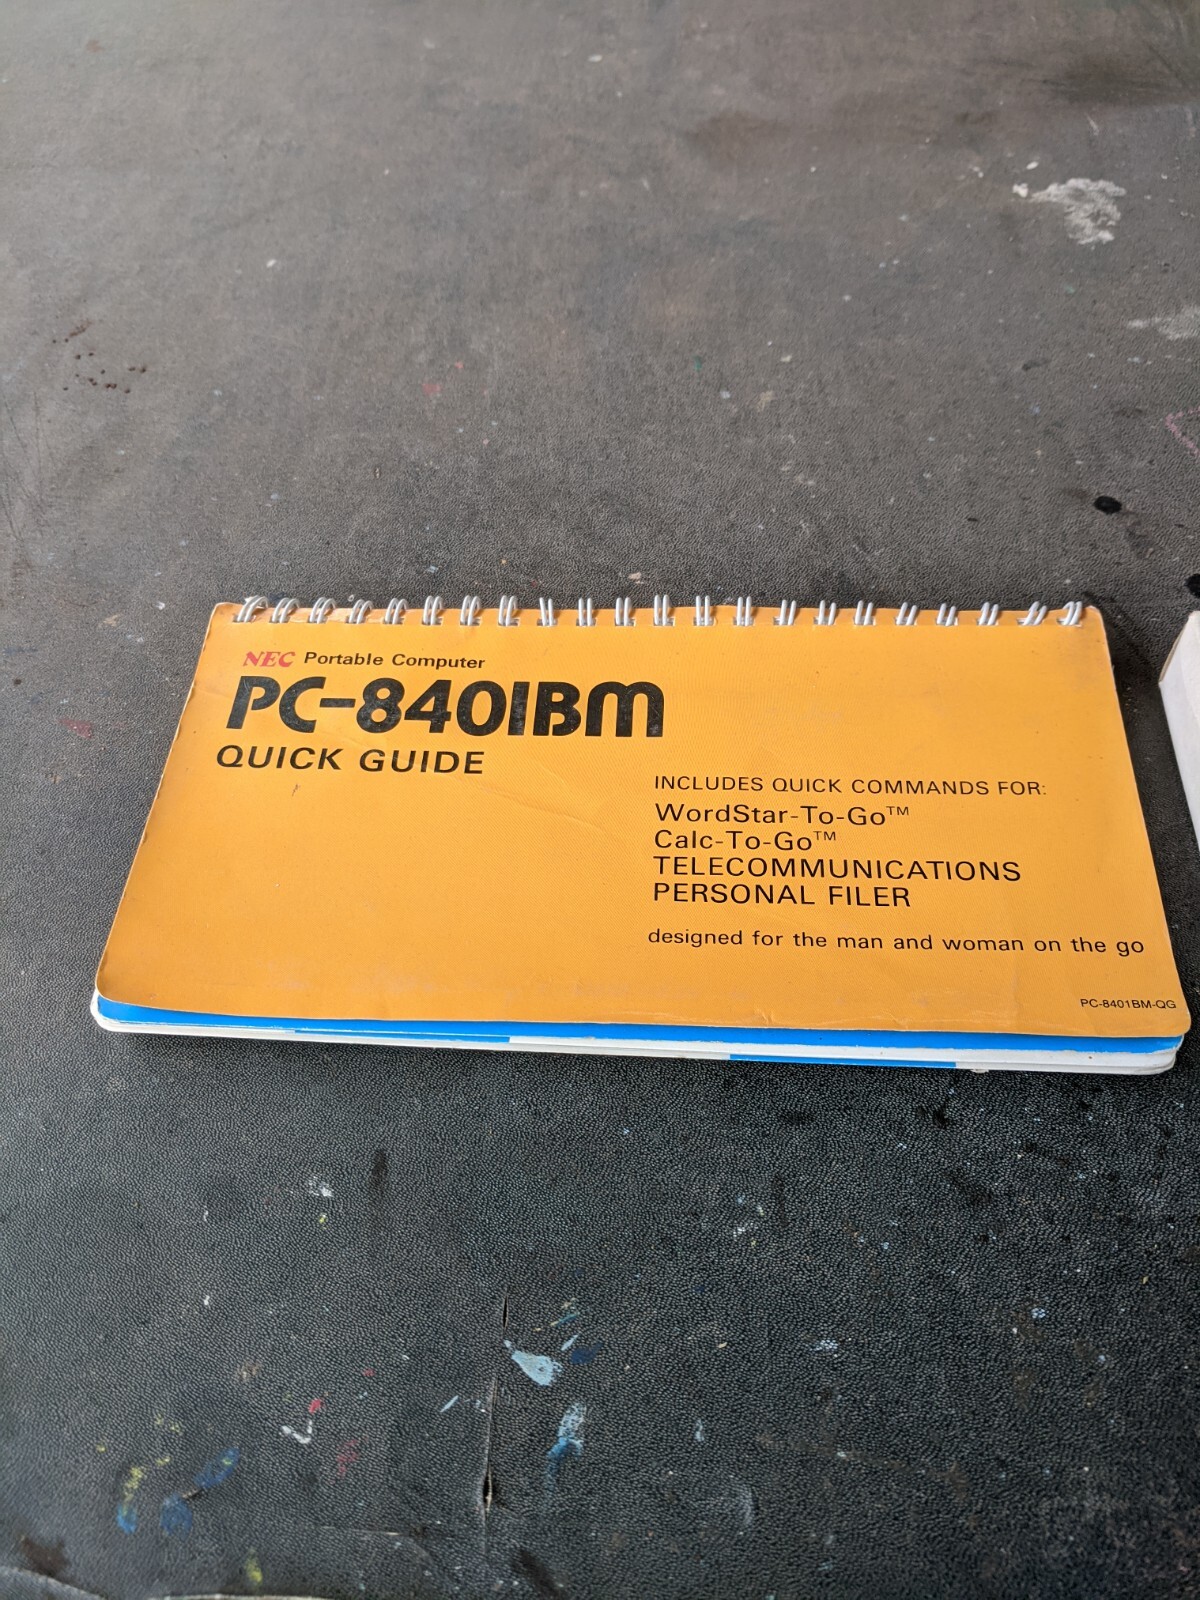 NEC Portable Computer
PC-8401BM
QUICK GUIDE
INCLUDES QUICK COMMANDS FOR:
WordStar-To-Go™
Calc-To-Go™
TELECOMMUNICATIONS
PERSONAL FILER
designed for the man and woman on the go
PC-8401BM-QG